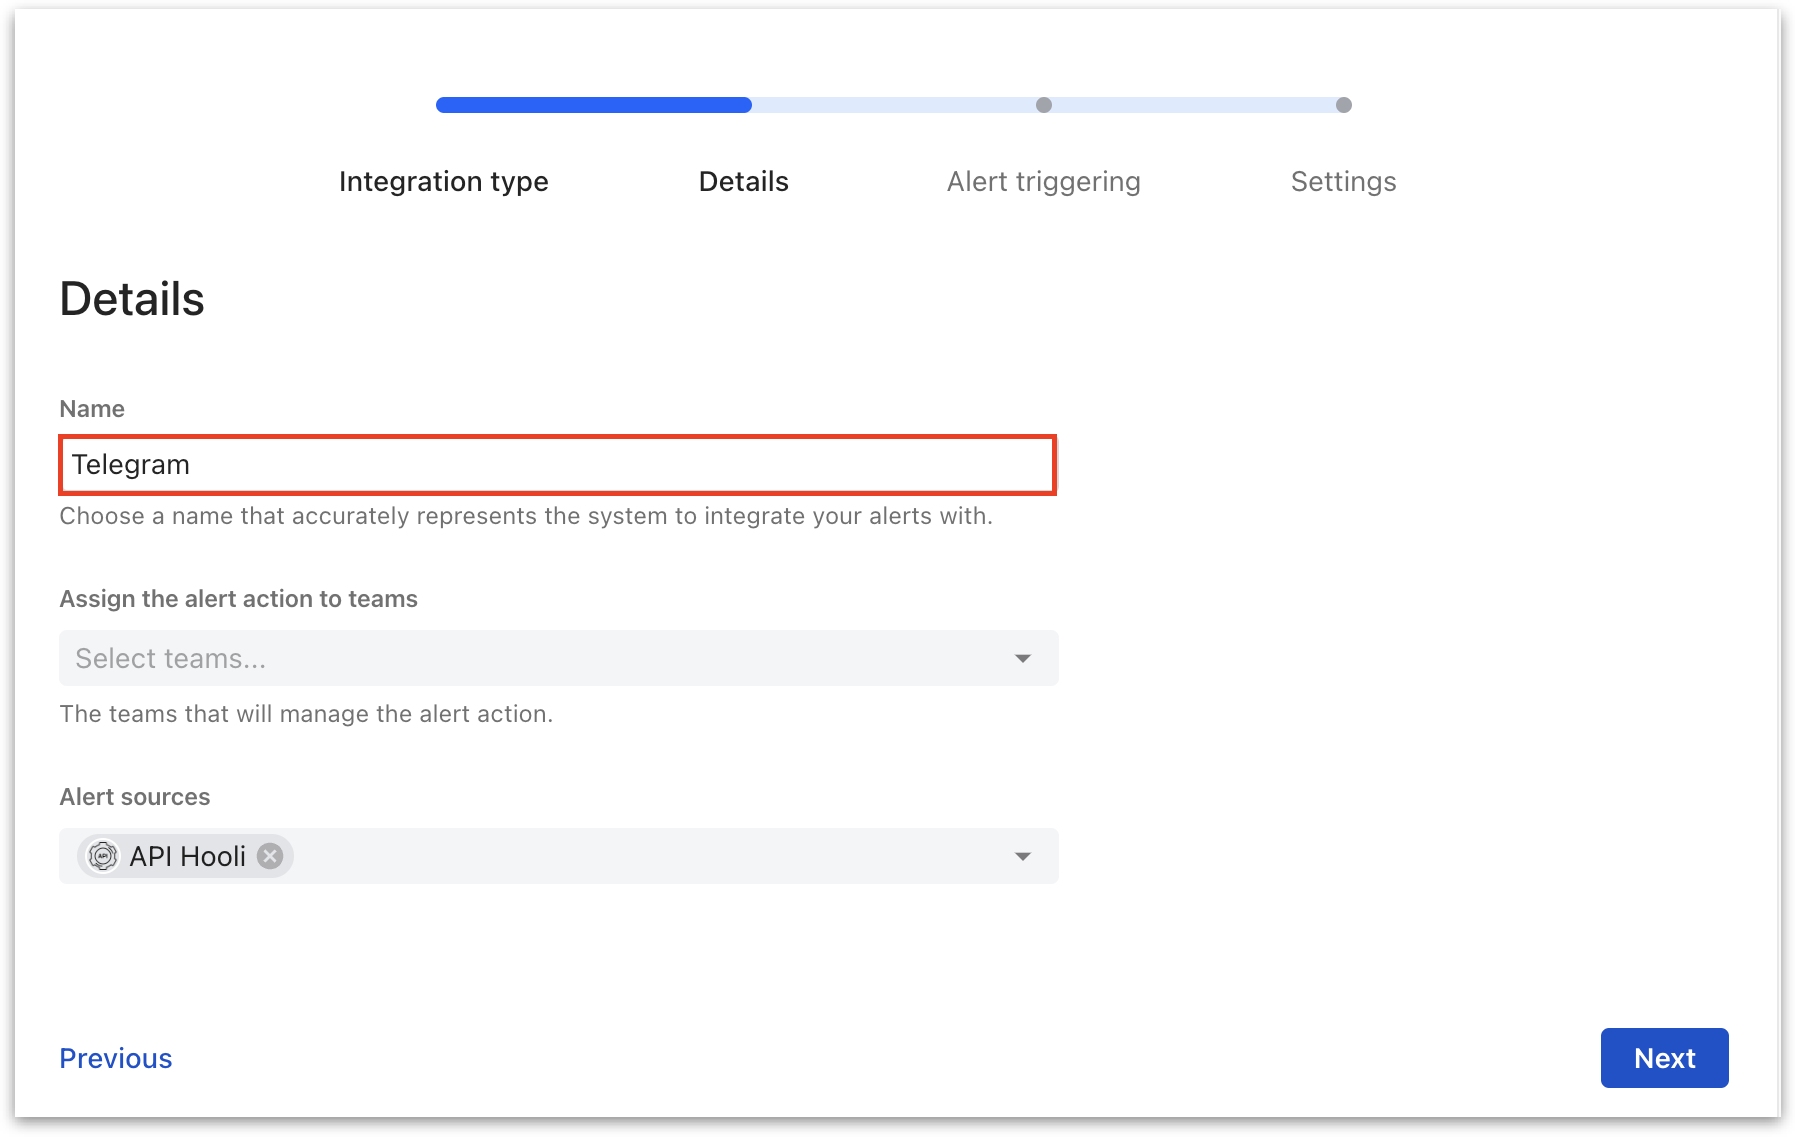 Integration type
Details
Alert triggering
Settings
Details
Name
Telegram
Choose a name that accurately represents the system to integrate your alerts with.
Assign the alert action to teams
Select teams...
The teams that will manage the alert action.
Alert sources
API
API Hooli
Previous
Next